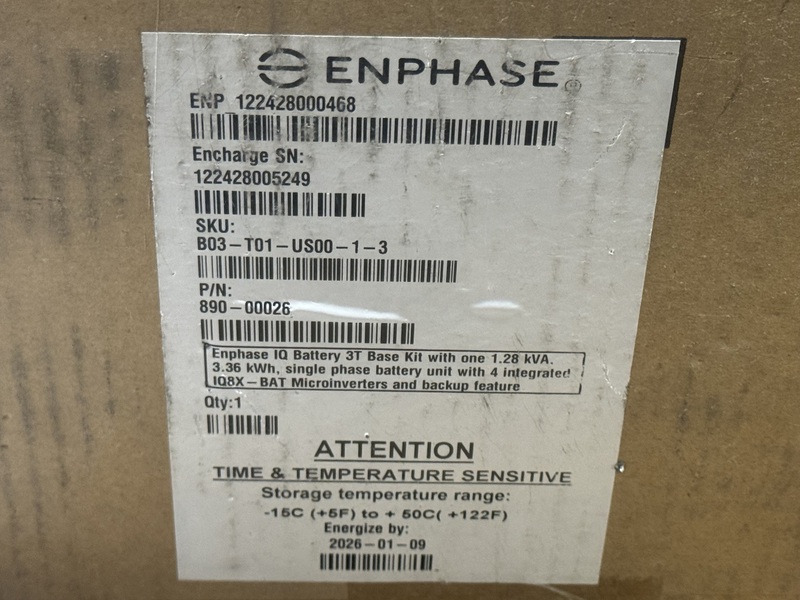 ENPHASE
ENP 122428000468
Encharge SN:
122428005249
SKU:
B03-T01-US00-1-3
P/N:
890-00026
Enphase IQ Battery 3T Base Kit with one 1.28 kVA.
3.36 kWh, single phase battery unit with 4 integrated
IQ8X-BAT Microinverters and backup feature
Qty:1
ATTENTION
TIME & TEMPERATURE SENSITIVE
Storage temperature range:
-15C (+5F) to + 50C( +122F)
Energize by:
2026-01-09